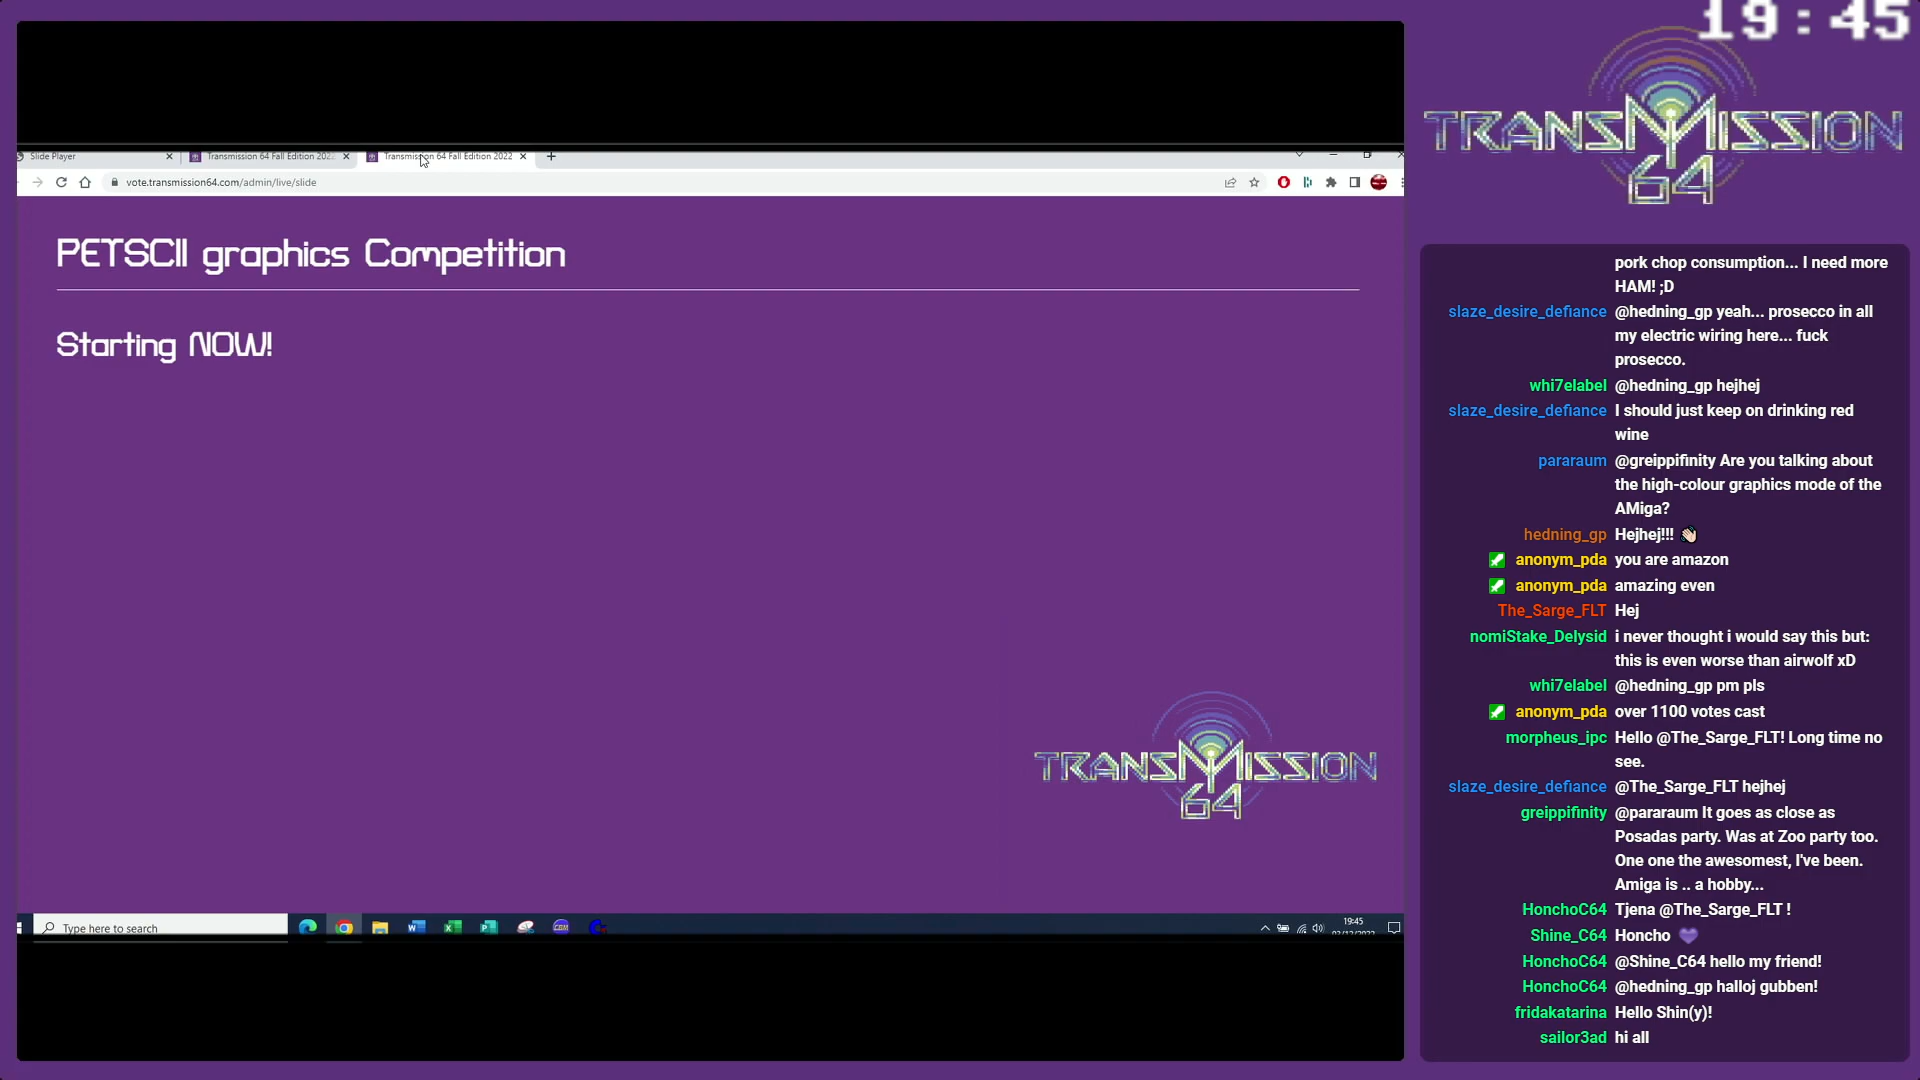 19:45
TRANSMISSION
64
Slide Player
Transmission 64 Fall Edition 202
Transmission 64 Fall Edition 2022
vote.transmission64.com/admin/live/slide
PETSCII graphics Competition
Starting NOW!
TRANSMISSION
64
Type here to search
19:45
pork chop consumption... I need more
HAM! ;D
slaze_desire_defiance @hedning_gp yeah... prosecco in all
my electric wiring here... fuck
prosecco.
whi7elabel @hedning_gp hejhej
slaze_desire_defiance I should just keep on drinking red
wine
pararaum @greippifinity Are you talking about
the high-colour graphics mode of the
AMiga?
hedning_gp Hejhej!!! 👋🏻
anonym_pda you are amazon
anonym_pda amazing even
The_Sarge_FLT Hej
nomiStake_Delysid i never thought i would say this but:
this is even worse than airwolf xD
whi7elabel @hedning_gp pm pls
anonym_pda over 1100 votes cast
morpheus_ipc Hello @The_Sarge_FLT! Long time no
see.
slaze_desire_defiance @The_Sarge_FLT hejhej
greippifinity @pararaum It goes as close as
Posadas party. Was at Zoo party too.
One one the awesomest, I've been.
Amiga is .. a hobby...
HonchoC64 Tjena @The_Sarge_FLT !
Shine_C64 Honcho 💜
HonchoC64 @Shine_C64 hello my friend!
HonchoC64 @hedning_gp halloj gubben!
fridakatarina Hello Shin(y)!
sailor3ad hi all